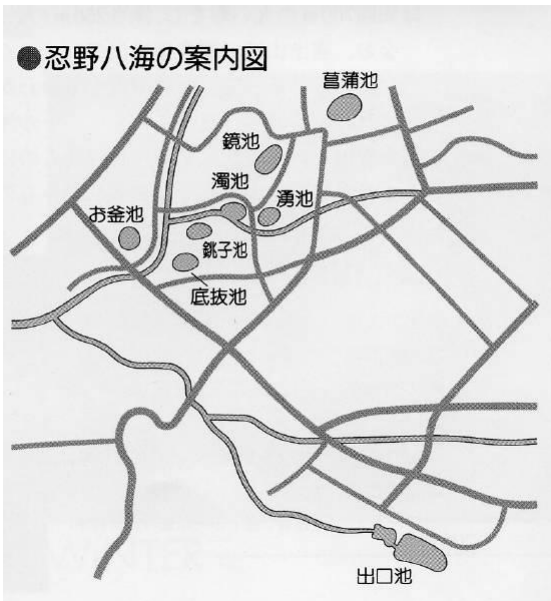 ●忍野八海の案内図
菖蒲池
鏡池
濁池
湧池
お釜池
銚子池
底抜池
出口池